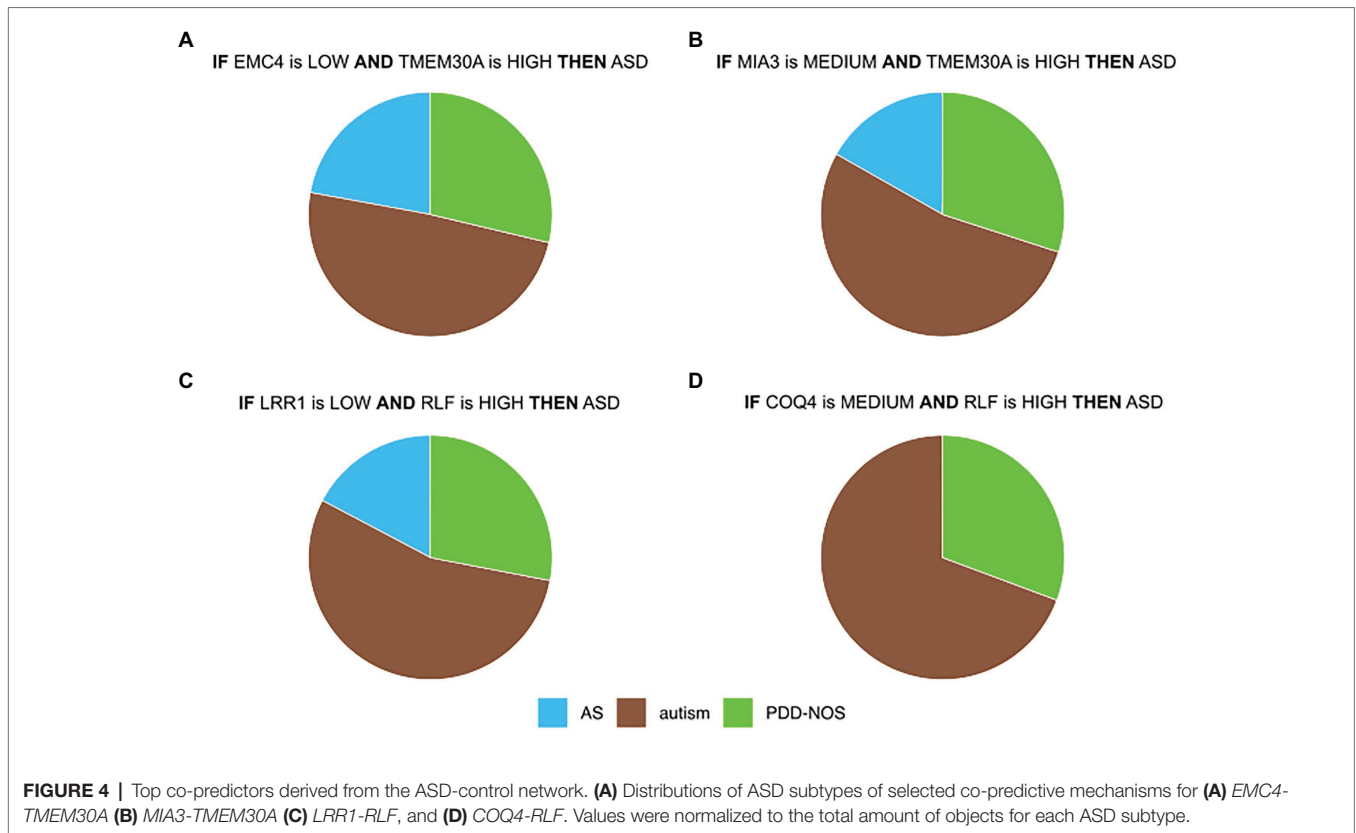 A
IF EMC4 is LOW AND TMEM30A is HIGH THEN ASD
B
IF MIA3 is MEDIUM AND TMEM30A is HIGH THEN ASD
C
IF LRR1 is LOW AND RLF is HIGH THEN ASD
D
IF COQ4 is MEDIUM AND RLF is HIGH THEN ASD
AS autism PDD-NOS
FIGURE 4 | Top co-predictors derived from the ASD-control network. (A) Distributions of ASD subtypes of selected co-predictive mechanisms for (A) EMC4-
TMEM30A (B) MIA3-TMEM30A (C) LRR1-RLF, and (D) COQ4-RLF. Values were normalized to the total amount of objects for each ASD subtype.